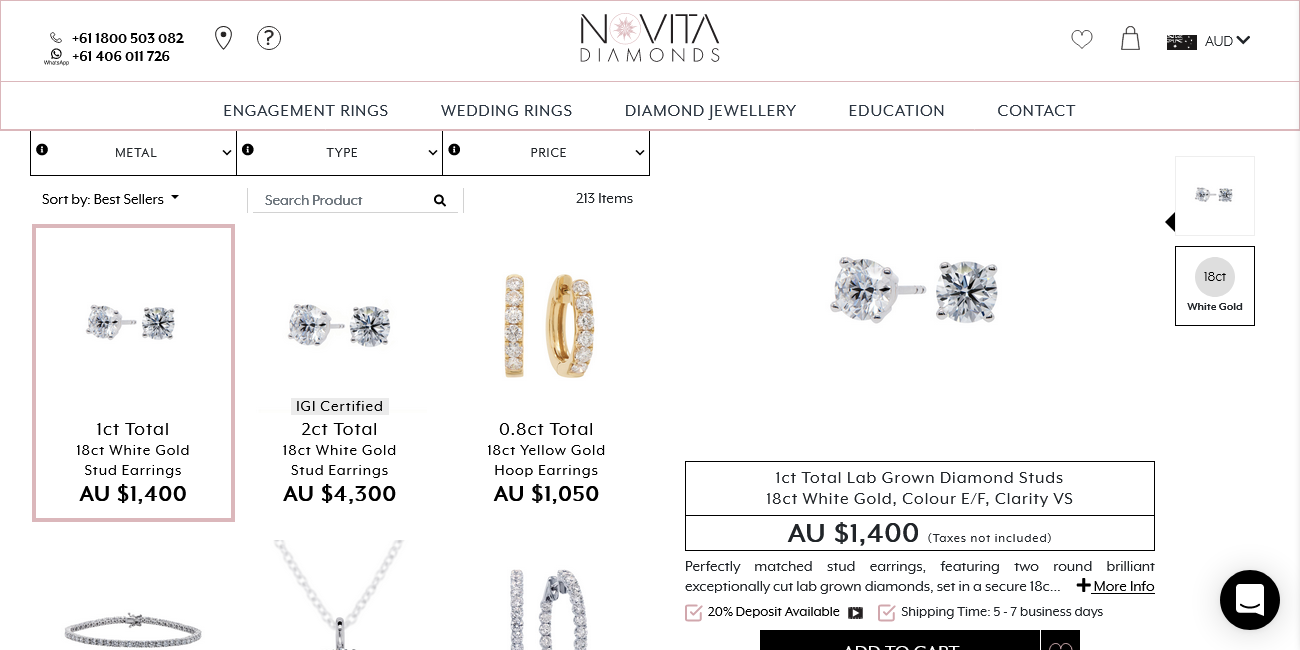 +61 1800 503 082
+61 406 011 726
WhatsApp
?
NOVITA
DIAMONDS
AUD
ENGAGEMENT RINGS
WEDDING RINGS
DIAMOND JEWELLERY
EDUCATION
CONTACT
METAL
TYPE
PRICE
Sort by: Best Sellers
Search Product
213 Items
1ct Total
18ct White Gold
Stud Earrings
AU $1,400
IGI Certified
2ct Total
18ct White Gold
Stud Earrings
AU $4,300
0.8ct Total
18ct Yellow Gold
Hoop Earrings
AU $1,050
18ct
White Gold
1ct Total Lab Grown Diamond Studs
18ct White Gold, Colour E/F, Clarity VS
AU $1,400 (Taxes not included)
Perfectly matched stud earrings, featuring two round brilliant
exceptionally cut lab grown diamonds, set in a secure 18c... More Info
20% Deposit Available
Shipping Time: 5 - 7 business days
ADD TO CART